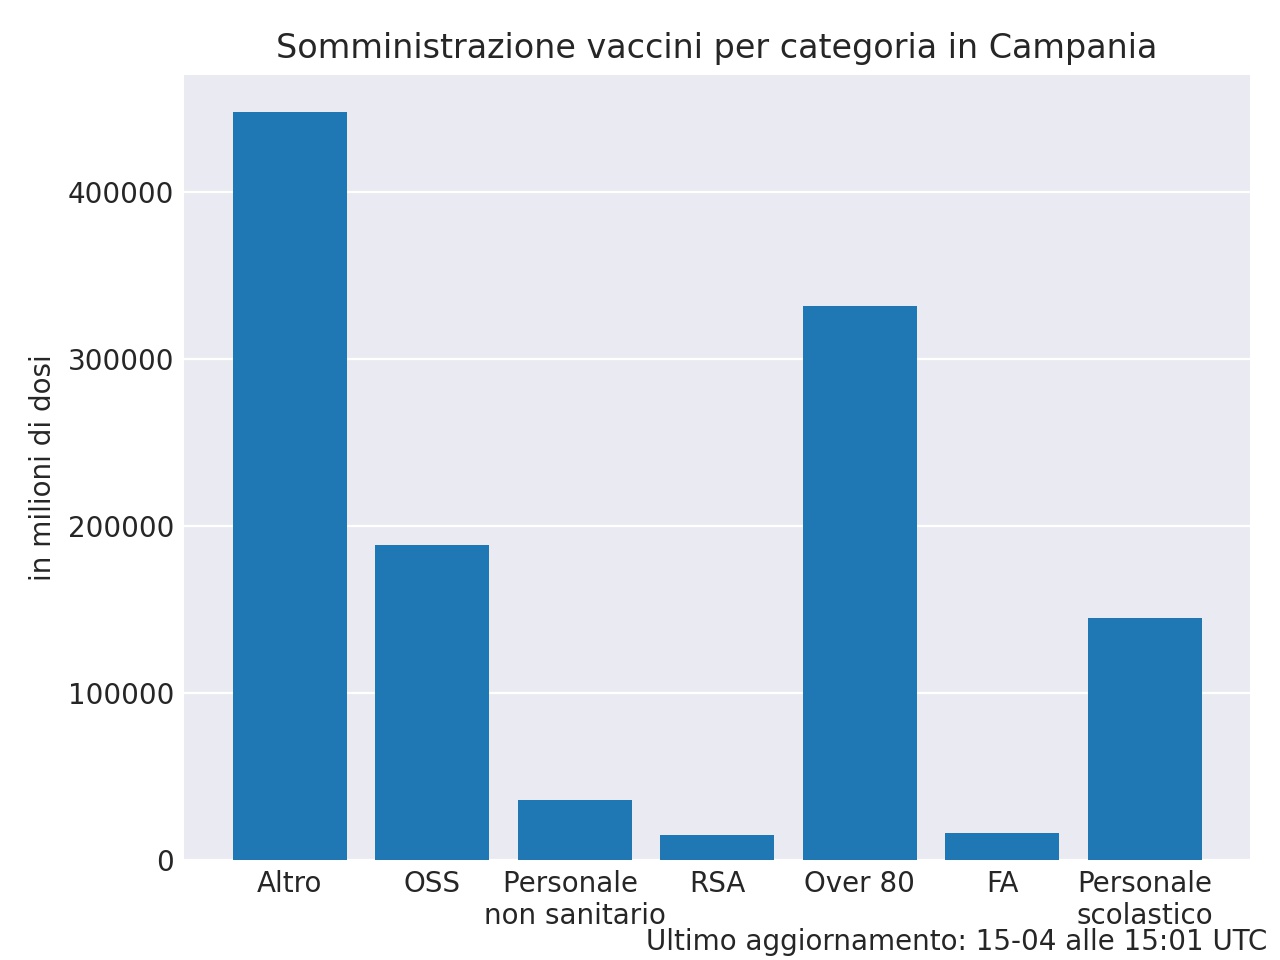 Somministrazione vaccini per categoria in Campania
in milioni di dosi
400000
300000
200000
100000
0
Altro
OSS
Personale
non sanitario
RSA
Over 80
FA
Personale
scolastico
Ultimo aggiornamento: 15-04 alle 15:01 UTC